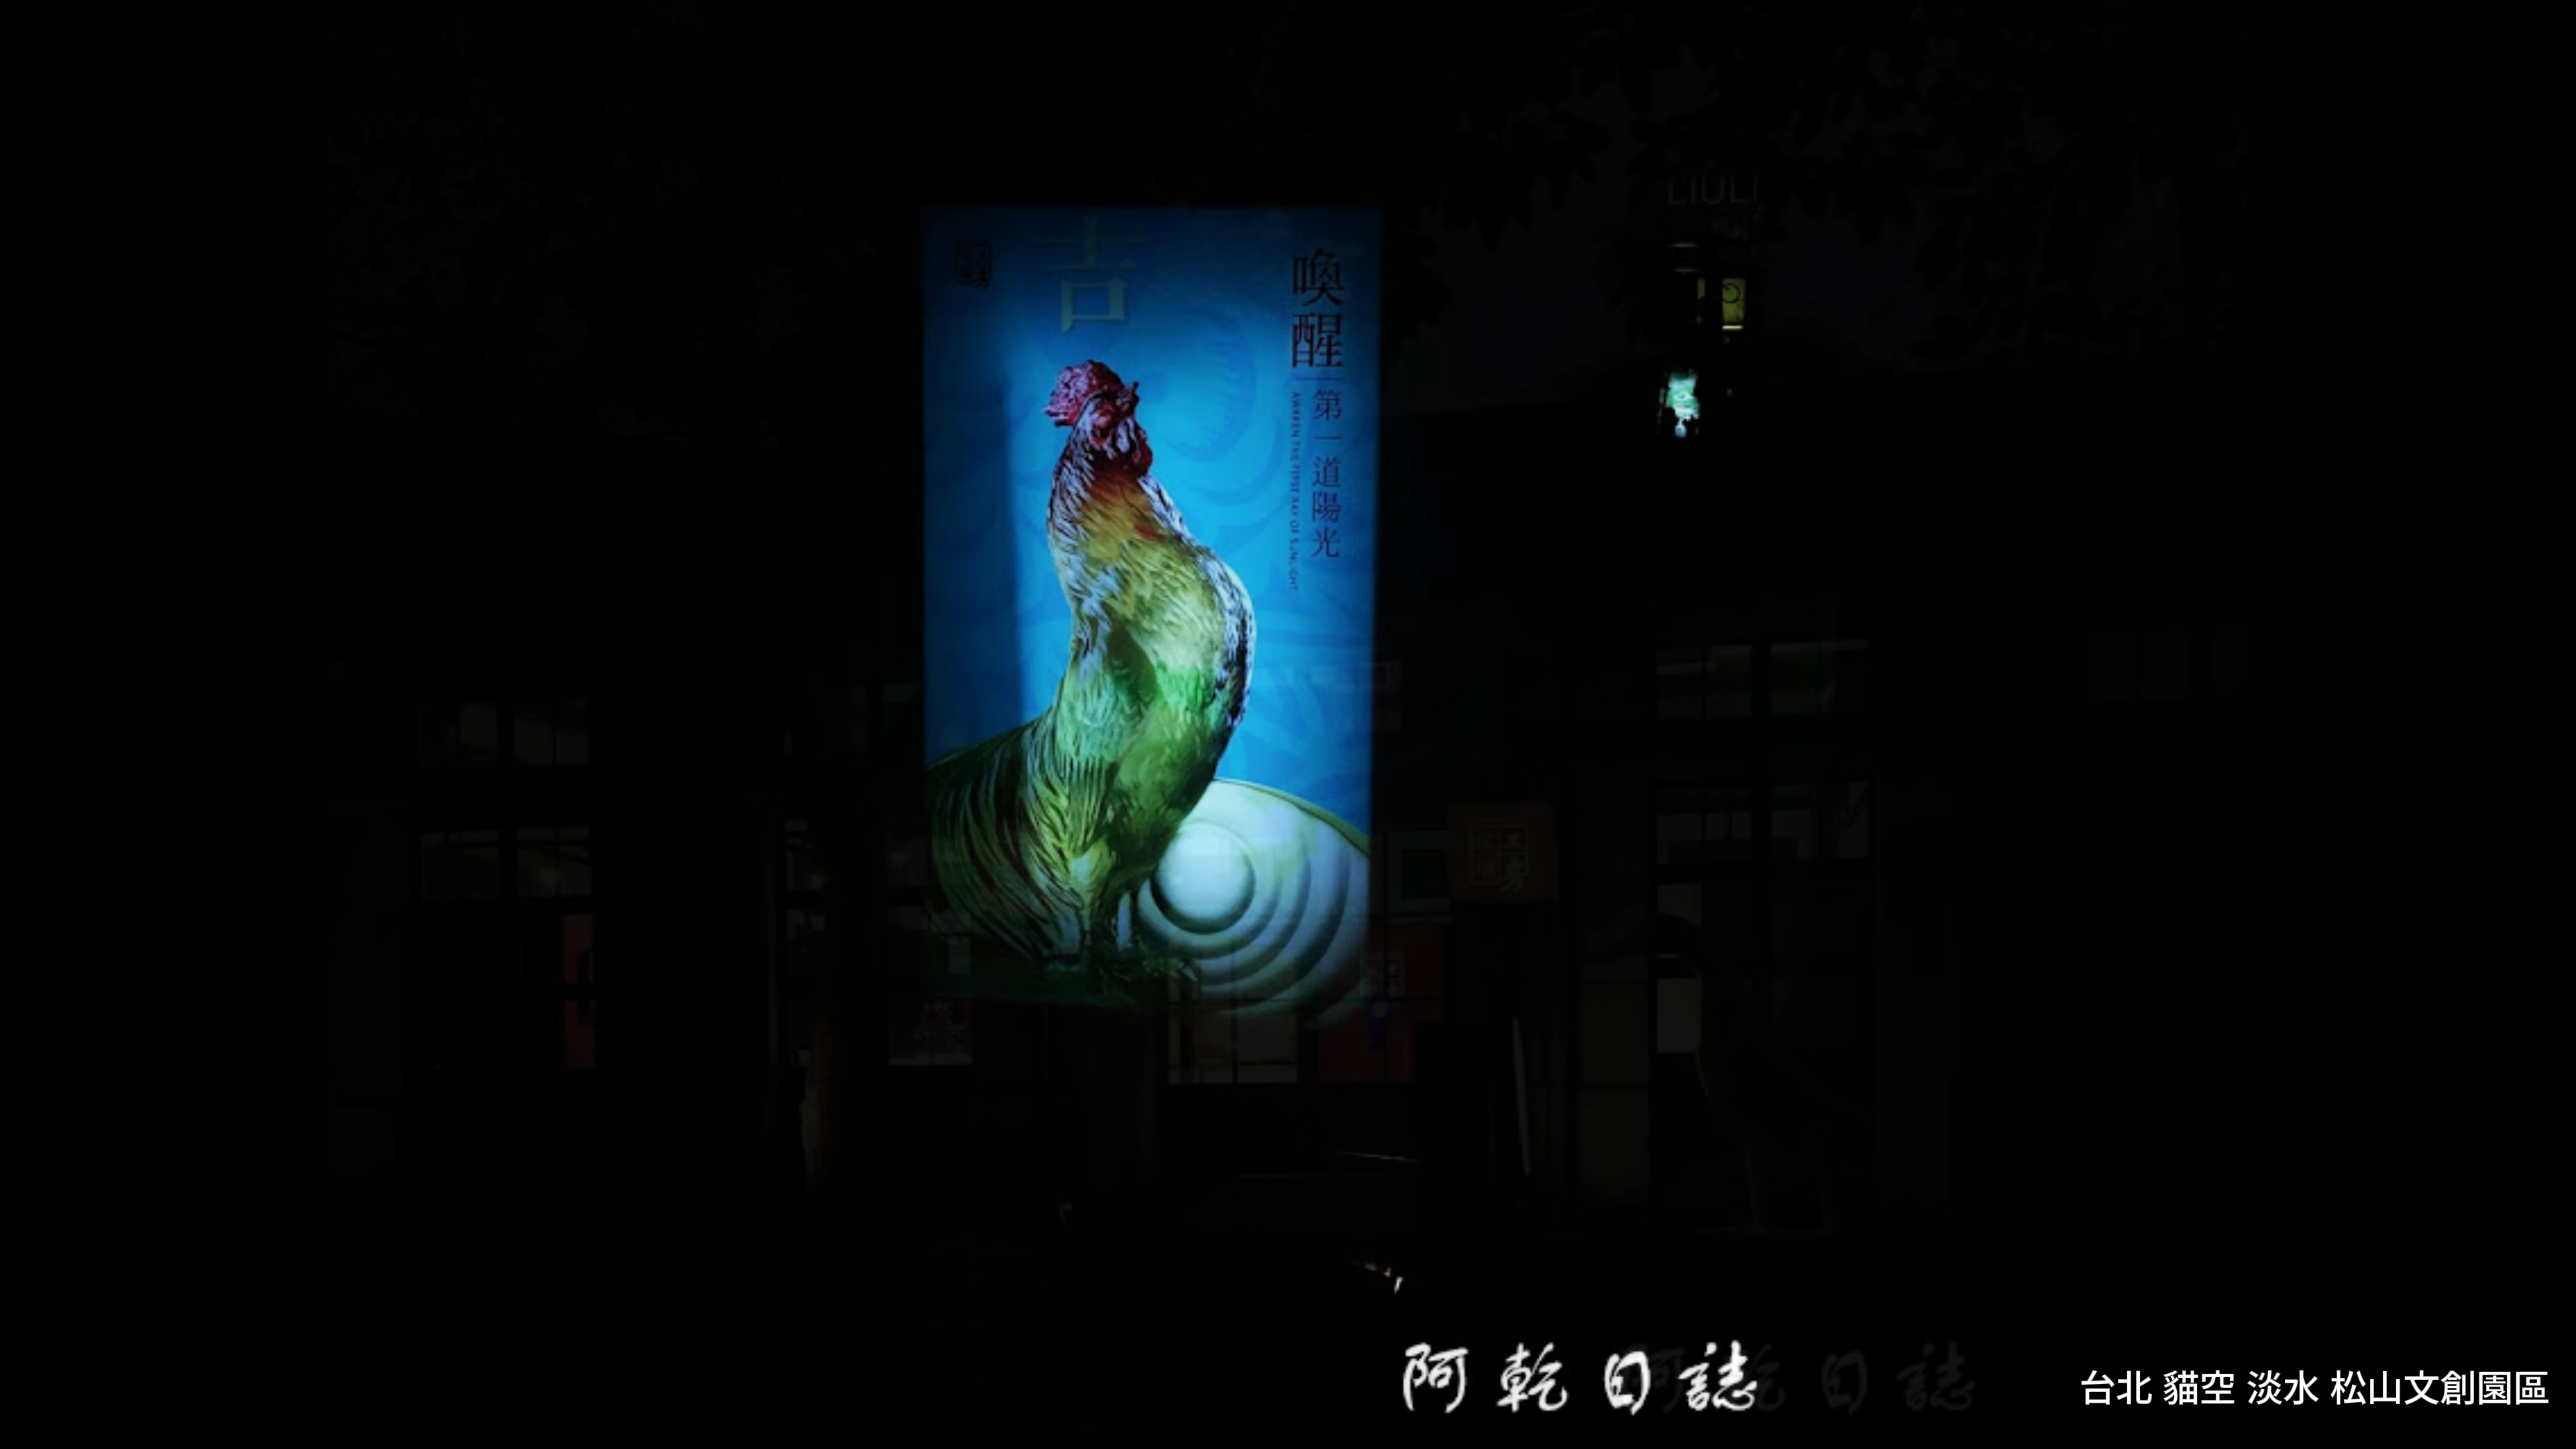 LIULI
吉
喚醒
第一道陽光
AWAKEN THE FIRST RAY OF SUNLIGHT
阿乾日誌
台北 貓空 淡水 松山文創園區